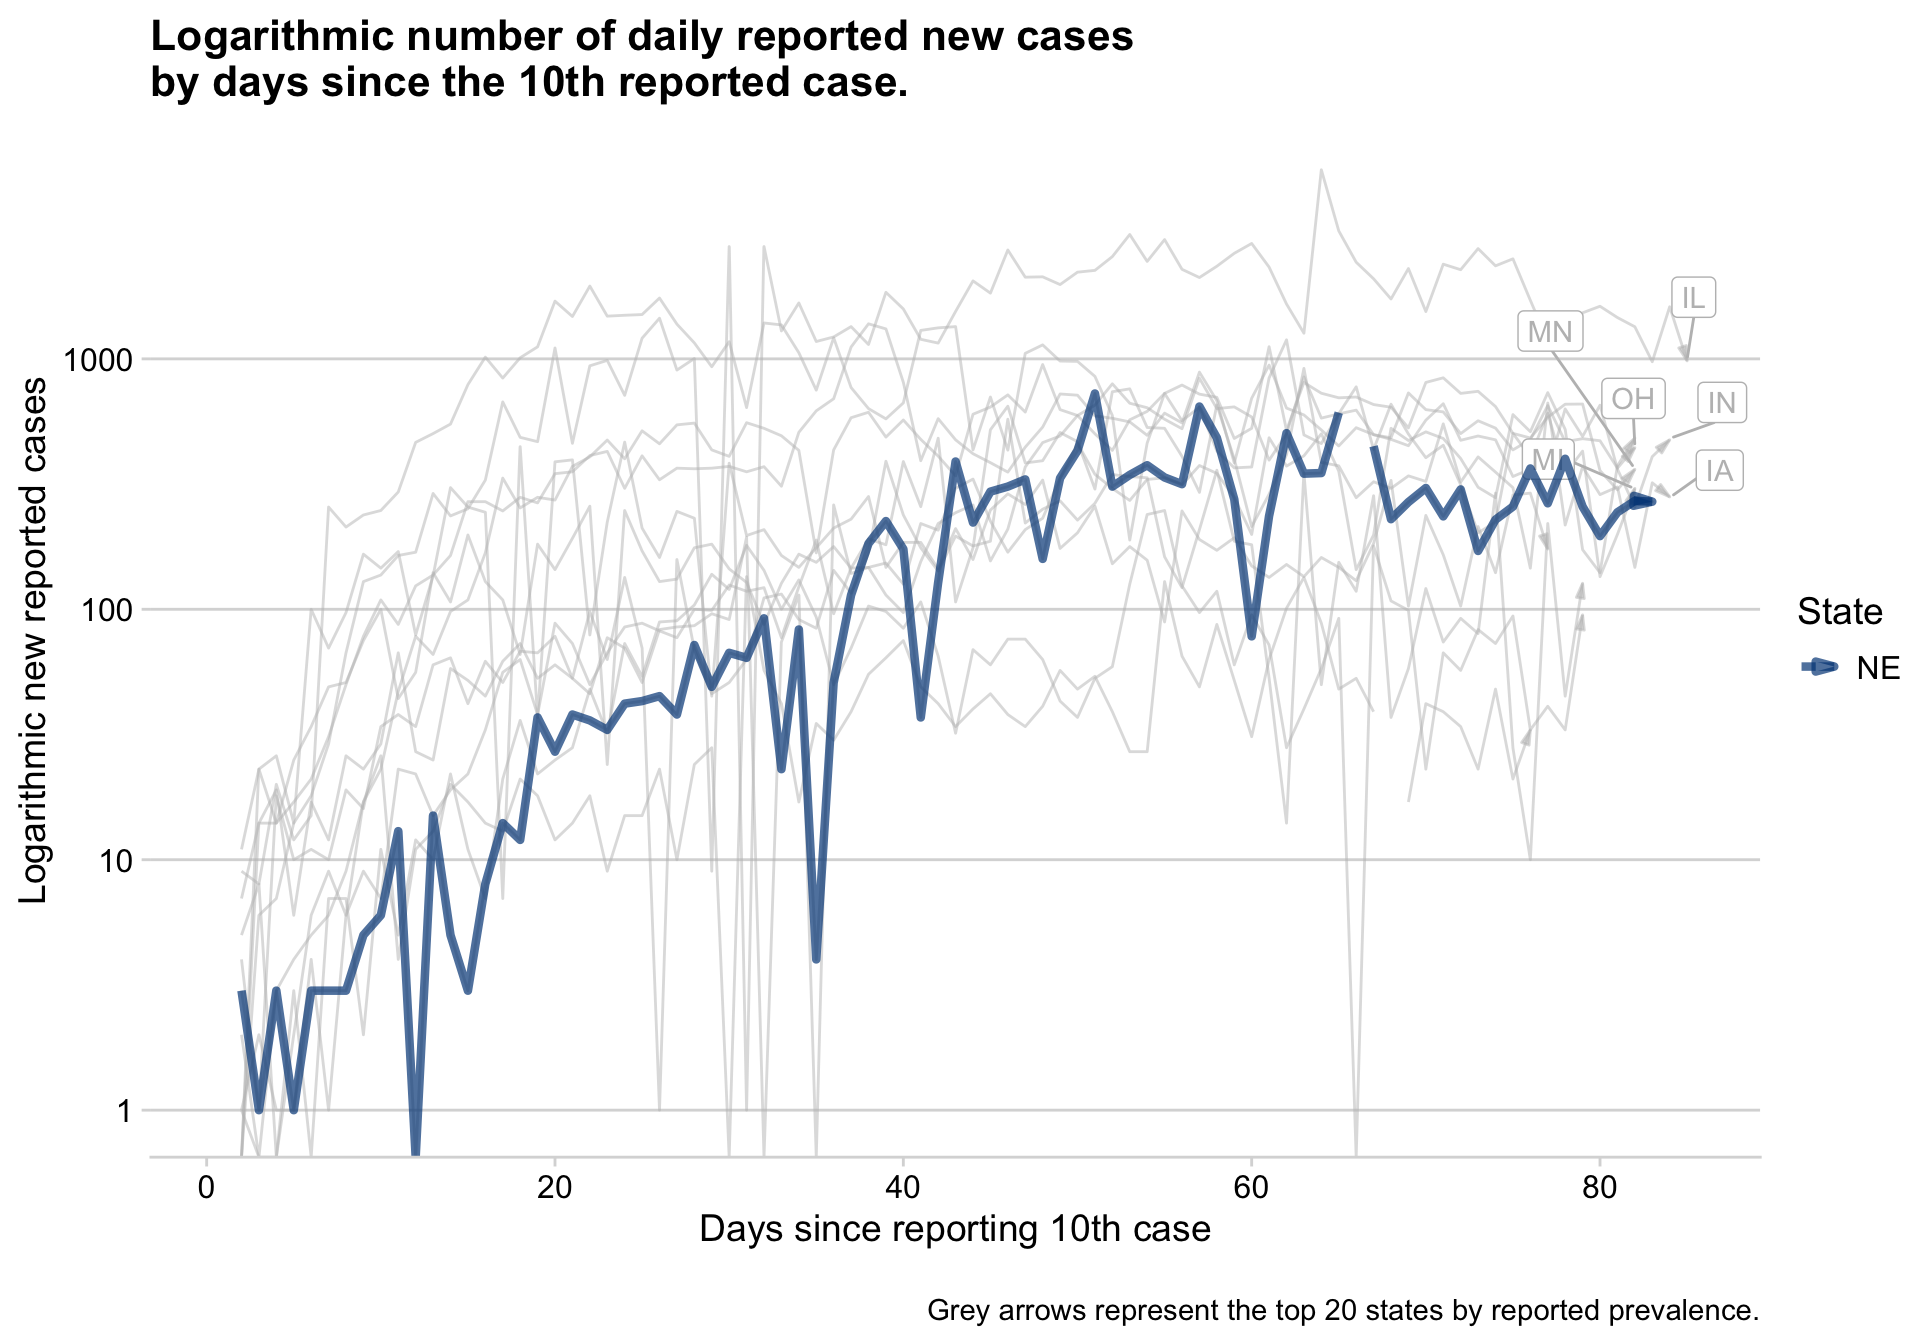 Logarithmic number of daily reported new cases
by days since the 10th reported case.
Logarithmic new reported cases
1000
100
10
1
IL
MN
OH
IN
MI
IA
State
NE
0
20
40
60
80
Days since reporting 10th case
Grey arrows represent the top 20 states by reported prevalence.